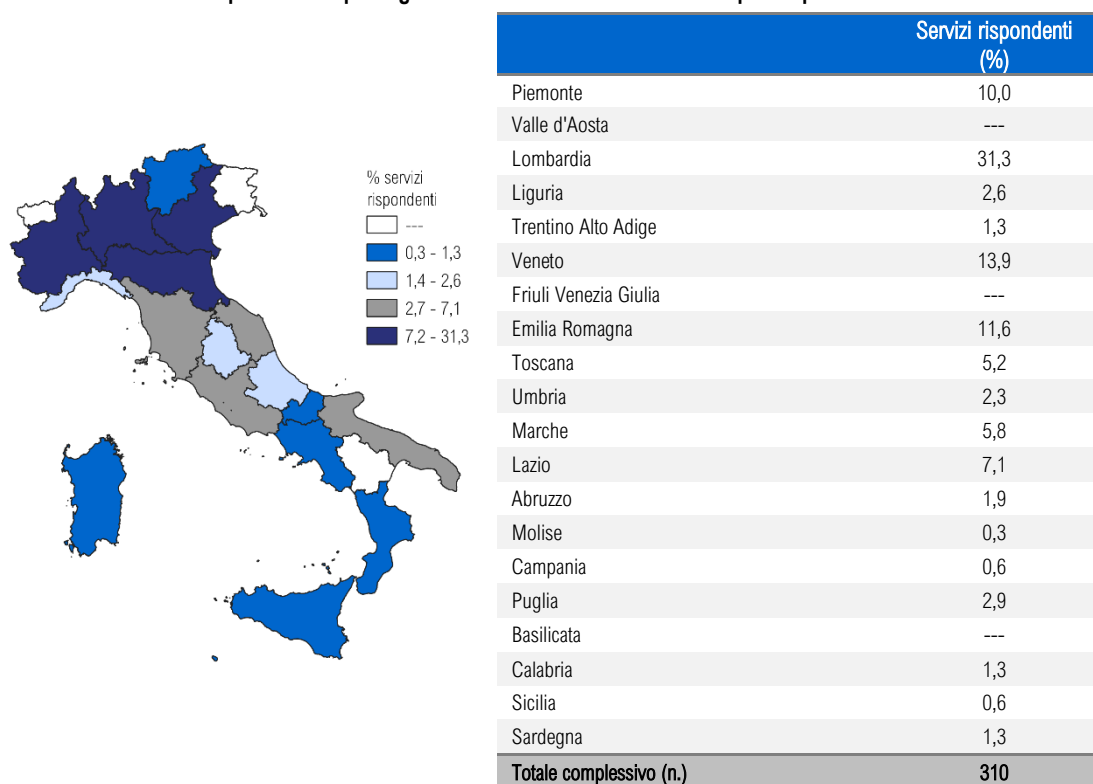 % servizi
rispondenti
---
0,3 - 1,3
1,4 - 2,6
2,7 - 7,1
7,2 - 31,3
Servizi rispondenti
(%)
Piemonte 10,0
Valle d'Aosta ---
Lombardia 31,3
Liguria 2,6
Trentino Alto Adige 1,3
Veneto 13,9
Friuli Venezia Giulia ---
Emilia Romagna 11,6
Toscana 5,2
Umbria 2,3
Marche 5,8
Lazio 7,1
Abruzzo 1,9
Molise 0,3
Campania 0,6
Puglia 2,9
Basilicata ---
Calabria 1,3
Sicilia 0,6
Sardegna 1,3
Totale complessivo (n.) 310